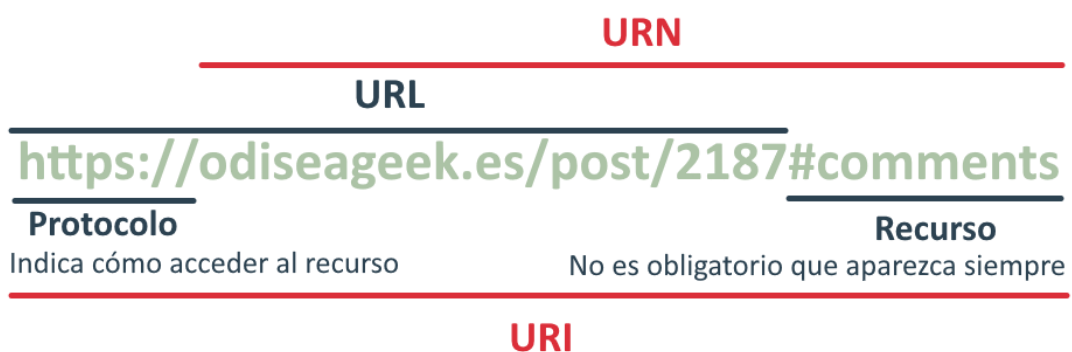 URN
URL
https://odiseageek.es/post/2187#comments
Protocolo
Indica cómo acceder al recurso
Recurso
No es obligatorio que aparezca siempre
URI